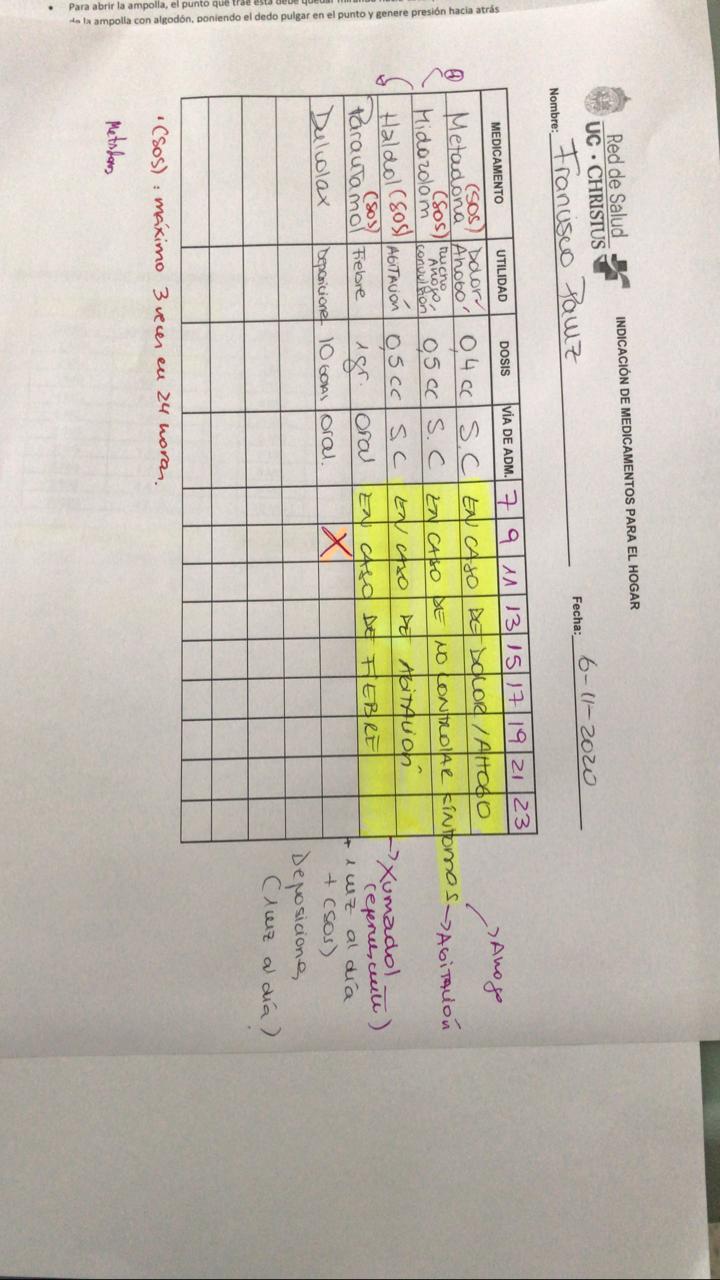 • Para abrir la ampolla, el punto que trae esta debe quedar
de la ampolla con algodón, poniendo el dedo pulgar en el punto y genere presión hacia atrás
Red de Salud
UC • CHRISTUS
INDICACIÓN DE MEDICAMENTOS PARA EL HOGAR
Nombre: Francisco
Fecha: 6-11-2020
MEDICAMENTO UTILIDAD DOSIS VÍA DE ADM. 7 9 11 13 15 17 19 21 23
Metadona (SOS) Dolor, Ahogo 0,4 cc S.C EN CASO DE DOLOR / AHOGO
→ Ahogo
Midozolam (SOS) Mucho Ahogo, convulsión 0,5 cc S.C EN CASO DE NO CONTROLAR SÍNTOMAS → AGITACIÓN
Haldol (SOS) AGITACIÓN 0,5 cc S.C EN CASO DE AGITACIÓN
→ Xumadol
Paracetamol (SOS) Fiebre 1 gr. oral EN CASO DE FIEBRE
+ 1 vez al día
+ (SOS)
Dulcolax Deposiciones 10 gotas oral. X
Deposiciones
(1 vez al día)
• (SOS): máximo 3 veces en 24 horas.